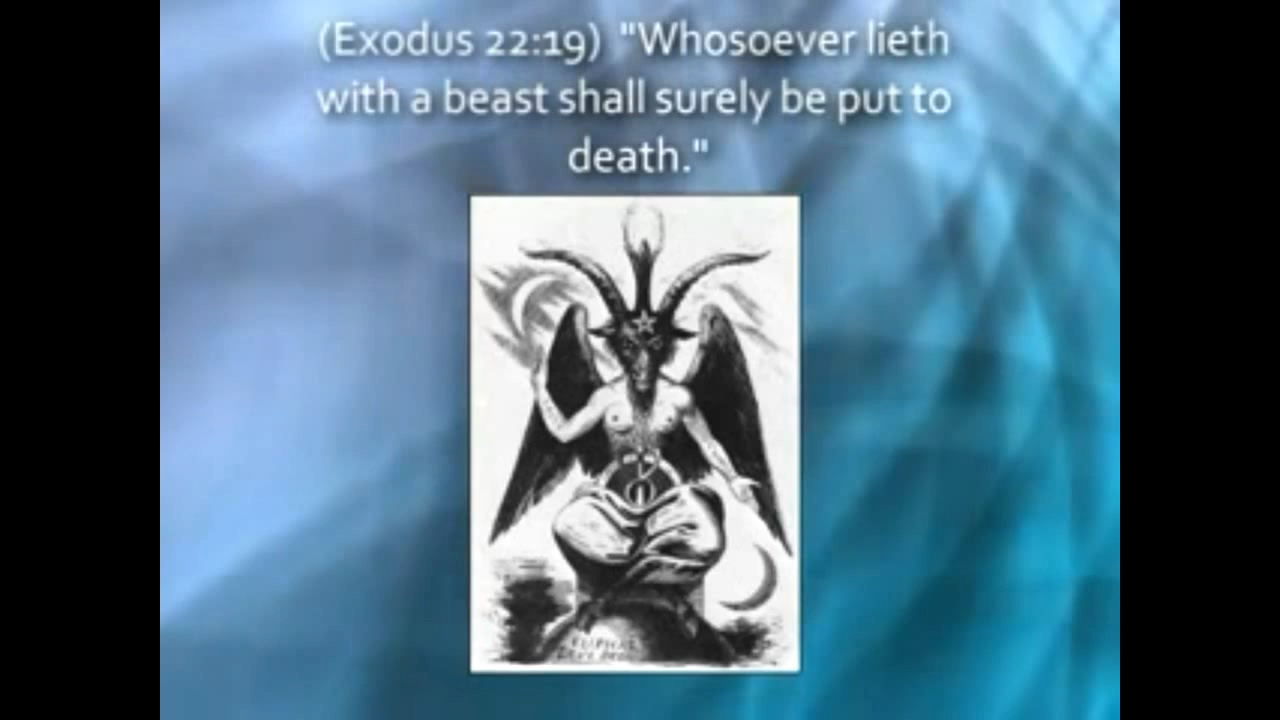 (Exodus 22:19)  "Whosoever lieth
with a beast shall surely be put to
death."